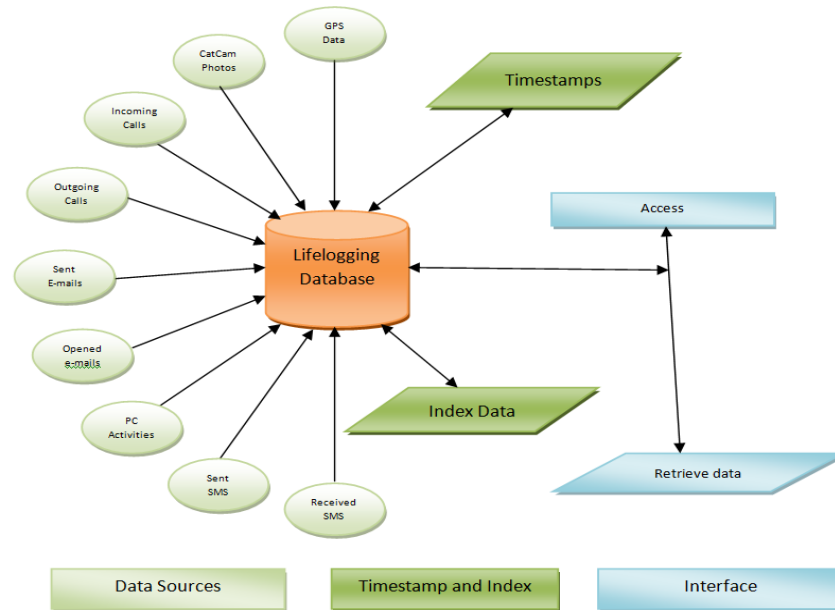 GPS
Data
CatCam
Photos
Timestamps
Incoming
Calls
Outgoing
Calls
Access
Lifelogging
Database
Sent
E-mails
Opened
e-mails
Index Data
PC
Activities
Retrieve data
Sent
SMS
Received
SMS
Data Sources
Timestamp and Index
Interface